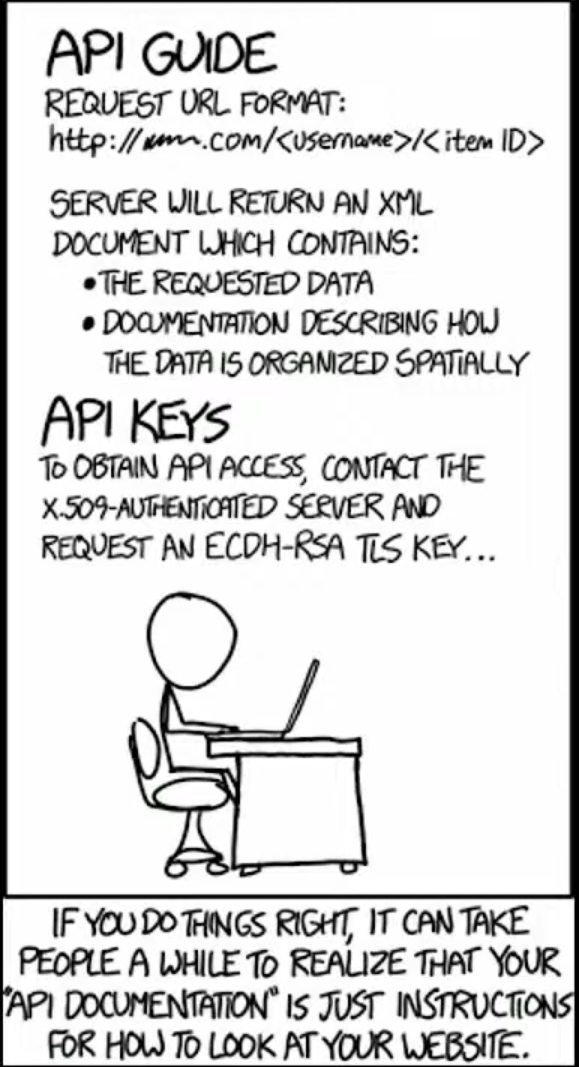 API GUIDE
REQUEST URL FORMAT:
http://.com/<username>/<item ID>
SERVER WILL RETURN AN XML
DOCUMENT WHICH CONTAINS:
•THE REQUESTED DATA
• DOCUMENTATION DESCRIBING HOW
THE DATA IS ORGANIZED SPATIALLY
API KEYS
TO OBTAIN API ACCESS, CONTACT THE
X.509-AUTHENTICATED SERVER AND
REQUEST AN ECDH-RSA TLS KEY...
IF YOU DO THINGS RIGHT, IT CAN TAKE
PEOPLE A WHILE TO REALIZE THAT YOUR
"API DOCUMENTATION" IS JUST INSTRUCTIONS
FOR HOW TO LOOK AT YOUR WEBSITE.